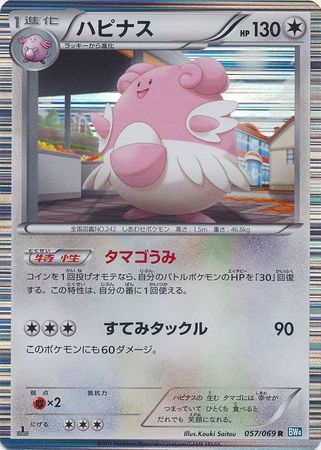 1進化 ハピナス HP130
ラッキーから進化
全国図鑑NO.242 しあわせポケモン 高さ:1.5m 重さ:46.8kg
特性 タマゴうみ
コインを1回投げオモテなら、自分のバトルポケモンのHPを「30」回復
する。この特性は、自分の番に1回使える。
すてみタックル 90
このポケモンにも60ダメージ。
弱点 抵抗力
×2
にげる
ハピナスの 生む タマゴには 幸せが
つまっていて ひとくち 食べると
だれでも ニコニコ笑顔に なる。
Illus.Kouki Saitou 057/069 R BW4